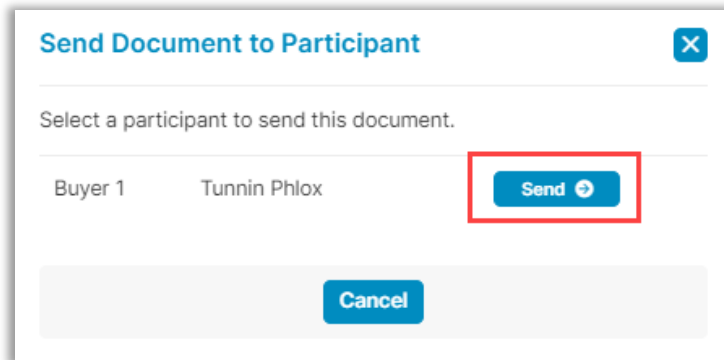 Send Document to Participant
Select a participant to send this document.
Buyer 1 Tunnin Phlox Send
Cancel